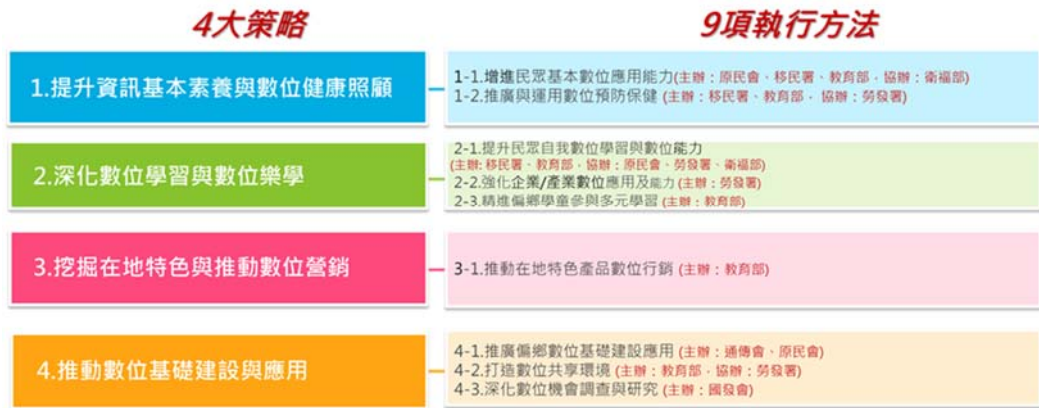 4大策略
9項執行方法
1.提升資訊基本素養與數位健康照顧
1-1.增進民眾基本數位應用能力(主辦：原民會、移民署、教育部，協辦：衛福部)
1-2.推廣與運用數位預防保健 (主辦：移民署、教育部，協辦：勞發署)
2.深化數位學習與數位樂學
2-1.提升民眾自我數位學習與數位能力
(主辦: 移民署、教育部，協辦：原民會、勞發署、衛福部)
2-2.強化企業/產業數位應用及能力 (主辦：勞發署)
2-3.精進偏鄉學童參與多元學習 (主辦：教育部)
3.挖掘在地特色與推動數位營銷
3-1.推動在地特色產品數位行銷 (主辦：教育部)
4.推動數位基礎建設與應用
4-1.推廣偏鄉數位基礎建設應用 (主辦：通傳會、原民會)
4-2.打造數位共享環境 (主辦：教育部，協辦：勞發署)
4-3.深化數位機會調查與研究 (主辦：國發會)